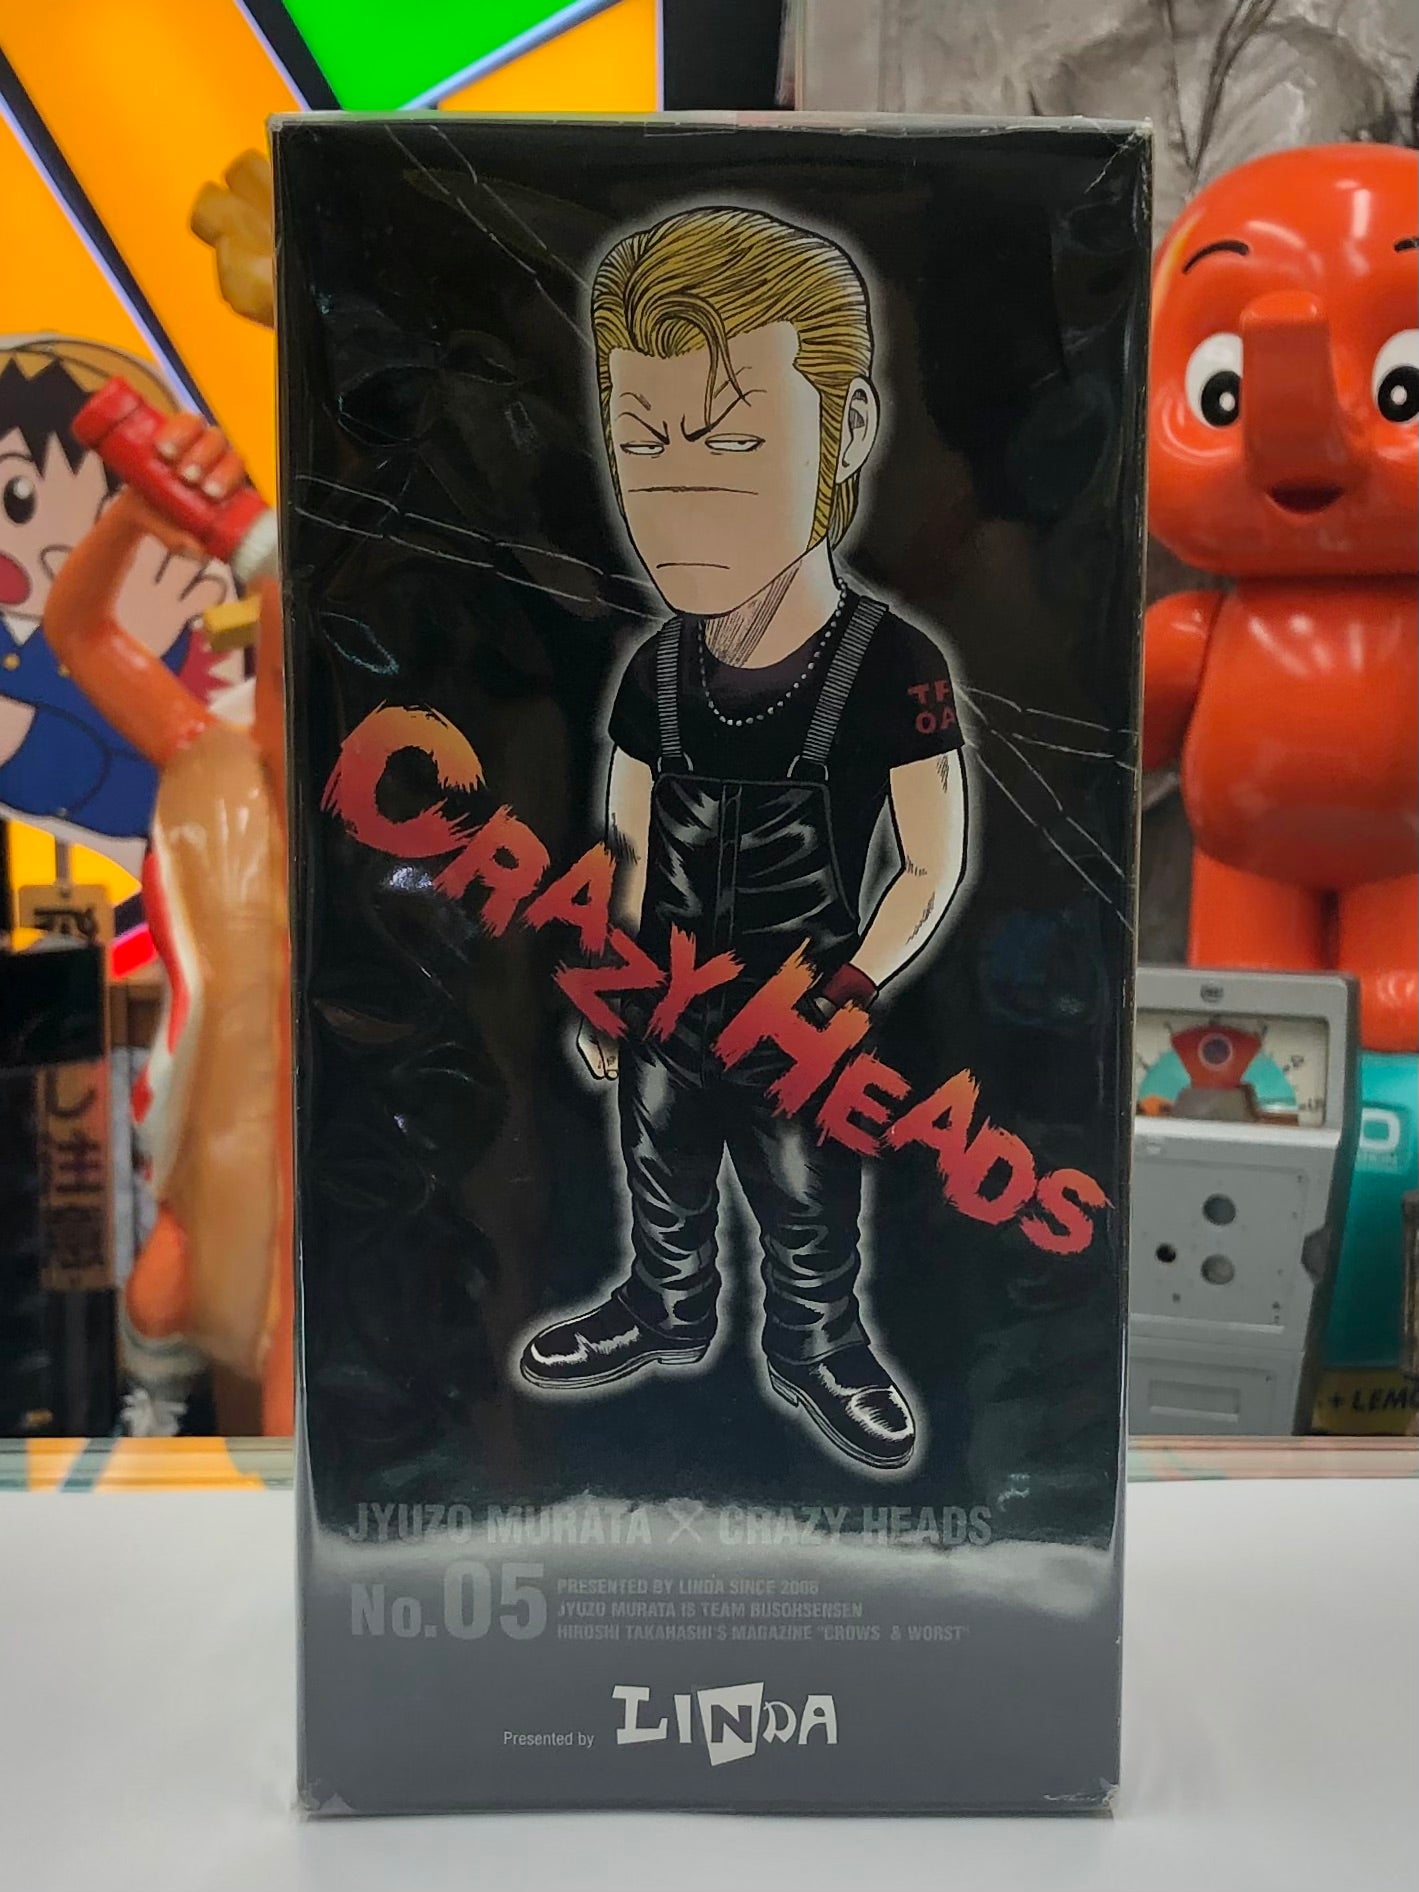 TF
OA
CRAZY HEADS
JYUZO MURATA × CRAZY HEADS
No.05
PRESENTED BY LINDA SINCE 2006
JYUZO MURATA IS TEAM BUSOHSENSEN
HIROSHI TAKAHASHI'S MAGAZINE "CROWS & WORST"
Presented by LINDA
+ LEMO